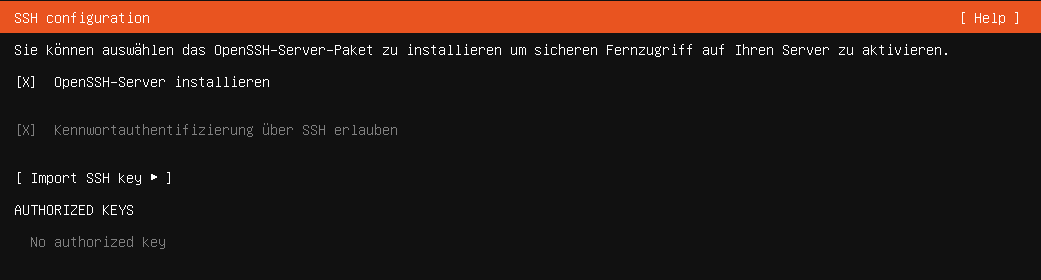 SSH configuration [ Help ]
Sie können auswählen das OpenSSH-Server-Paket zu installieren um sicheren Fernzugriff auf Ihren Server zu aktivieren.
[X] OpenSSH-Server installieren
[X] Kennwortauthentifizierung über SSH erlauben
[ Import SSH key ▸ ]
AUTHORIZED KEYS
No authorized key